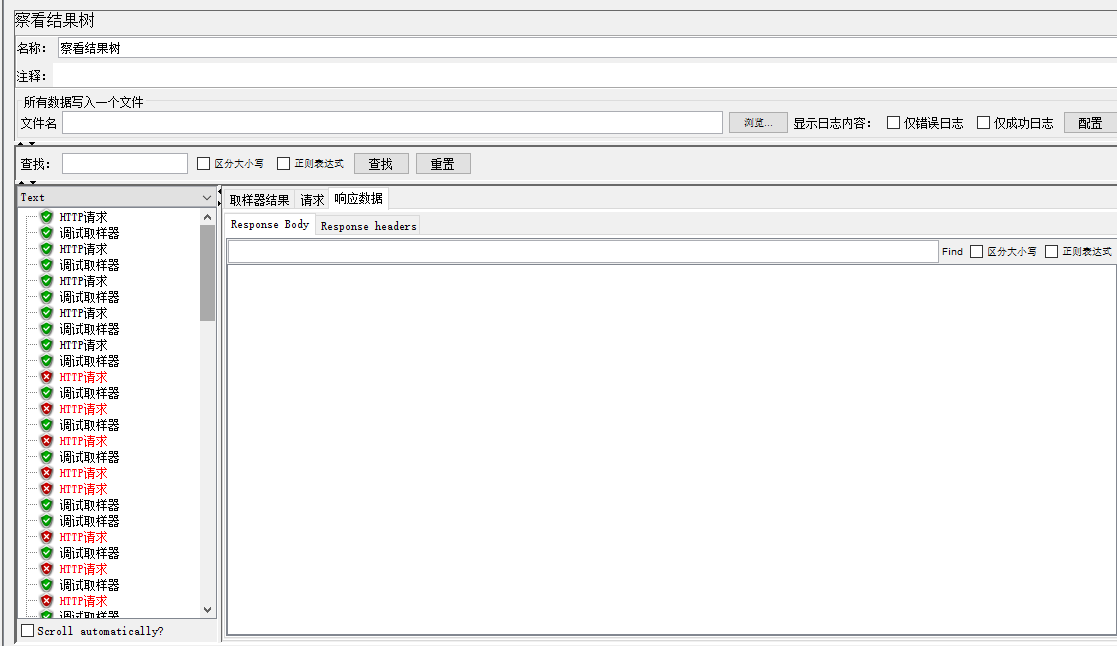 察看结果树
名称： 察看结果树
注释：
所有数据写入一个文件
文件名 浏览... 显示日志内容： 仅错误日志 仅成功日志 配置
查找： 区分大小写 正则表达式 查找 重置
Text 取样器结果 请求 响应数据
Response Body Response headers
Find 区分大小写 正则表达式
HTTP请求
调试取样器
HTTP请求
调试取样器
HTTP请求
调试取样器
HTTP请求
调试取样器
HTTP请求
调试取样器
HTTP请求
调试取样器
HTTP请求
调试取样器
HTTP请求
调试取样器
HTTP请求
HTTP请求
调试取样器
调试取样器
HTTP请求
调试取样器
HTTP请求
调试取样器
HTTP请求
调试取样器
Scroll automatically?